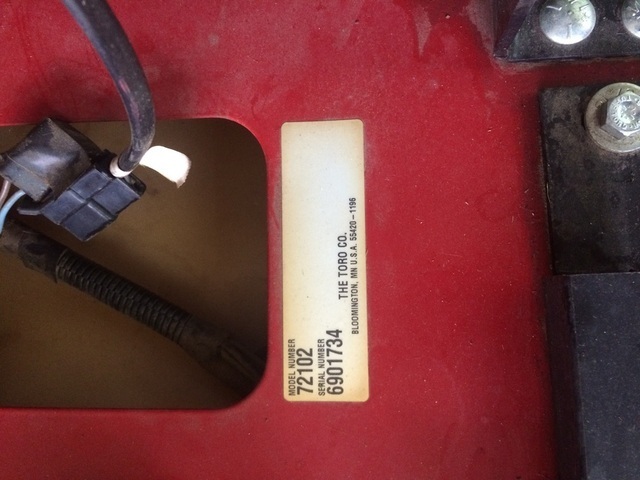 MODEL NUMBER
72102
SERIAL NUMBER
6901734
THE TORO CO.
BLOOMINGTON, MN U.S.A. 55420-1196